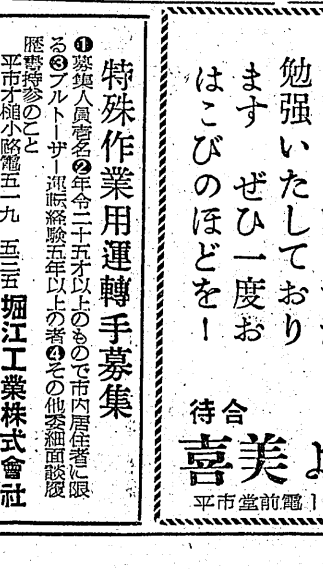 勉强いたしており
ます ぜひ一度お
はこびのほどを！
待合
喜美よ
平市堂前電
特殊作業用運轉手募集
❶募集人員壱名❷年令二十五才以上のもので市内居住者に限
る❸ブルトーザー運転経験五年以上の者❹その他委細面談履
歴書持参のこと
平市才槌小路電五一九 五三五
堀江工業株式會社